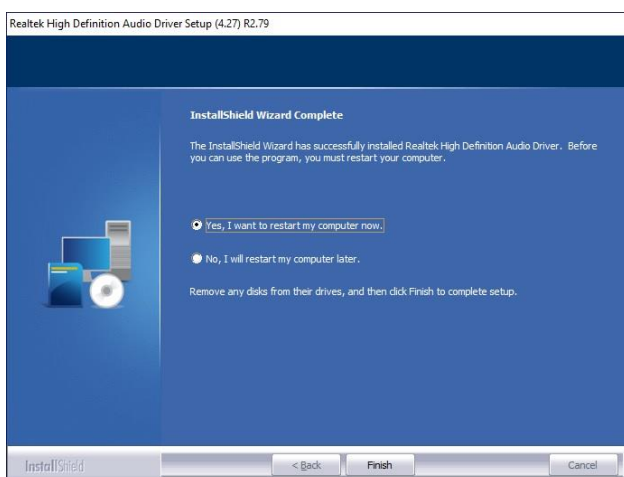 Realtek High Definition Audio Driver Setup (4.27) R2.79
InstallShield Wizard Complete
The InstallShield Wizard has successfully installed Realtek High Definition Audio Driver. Before
you can use the program, you must restart your computer.
Yes, I want to restart my computer now.
No, I will restart my computer later.
Remove any disks from their drives, and then click Finish to complete setup.
InstallShield
< Back
Finish
Cancel